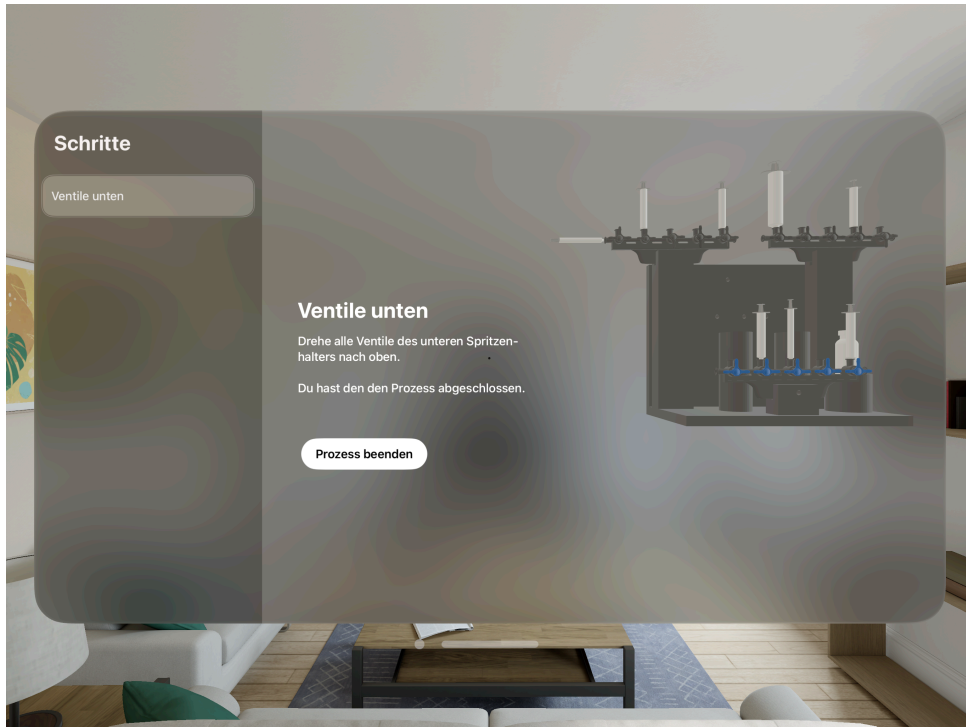 Schritte
Ventile unten
Ventile unten
Drehe alle Ventile des unteren Spritzen-
halters nach oben.
Du hast den den Prozess abgeschlossen.
Prozess beenden